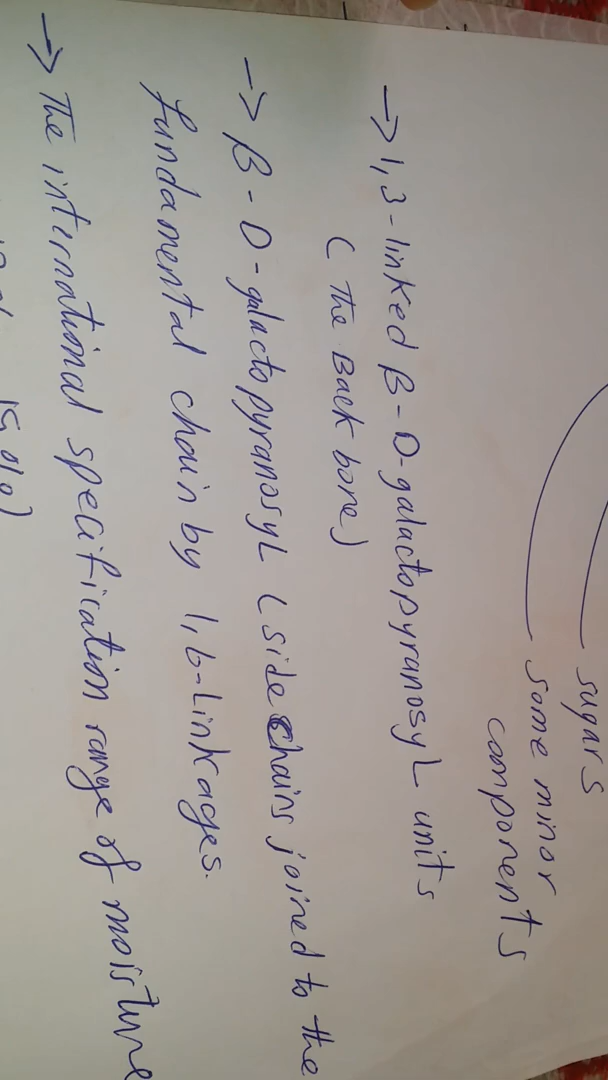 sugars
some minor
components
→ 1,3-linked β-D-galactopyranosyL units
( The Back bone)
→ β-D-galactopyranosyL (side chains joined to the
fundamental chain by 1,6-Linkages.
→ The international specification range of moisture
15%)